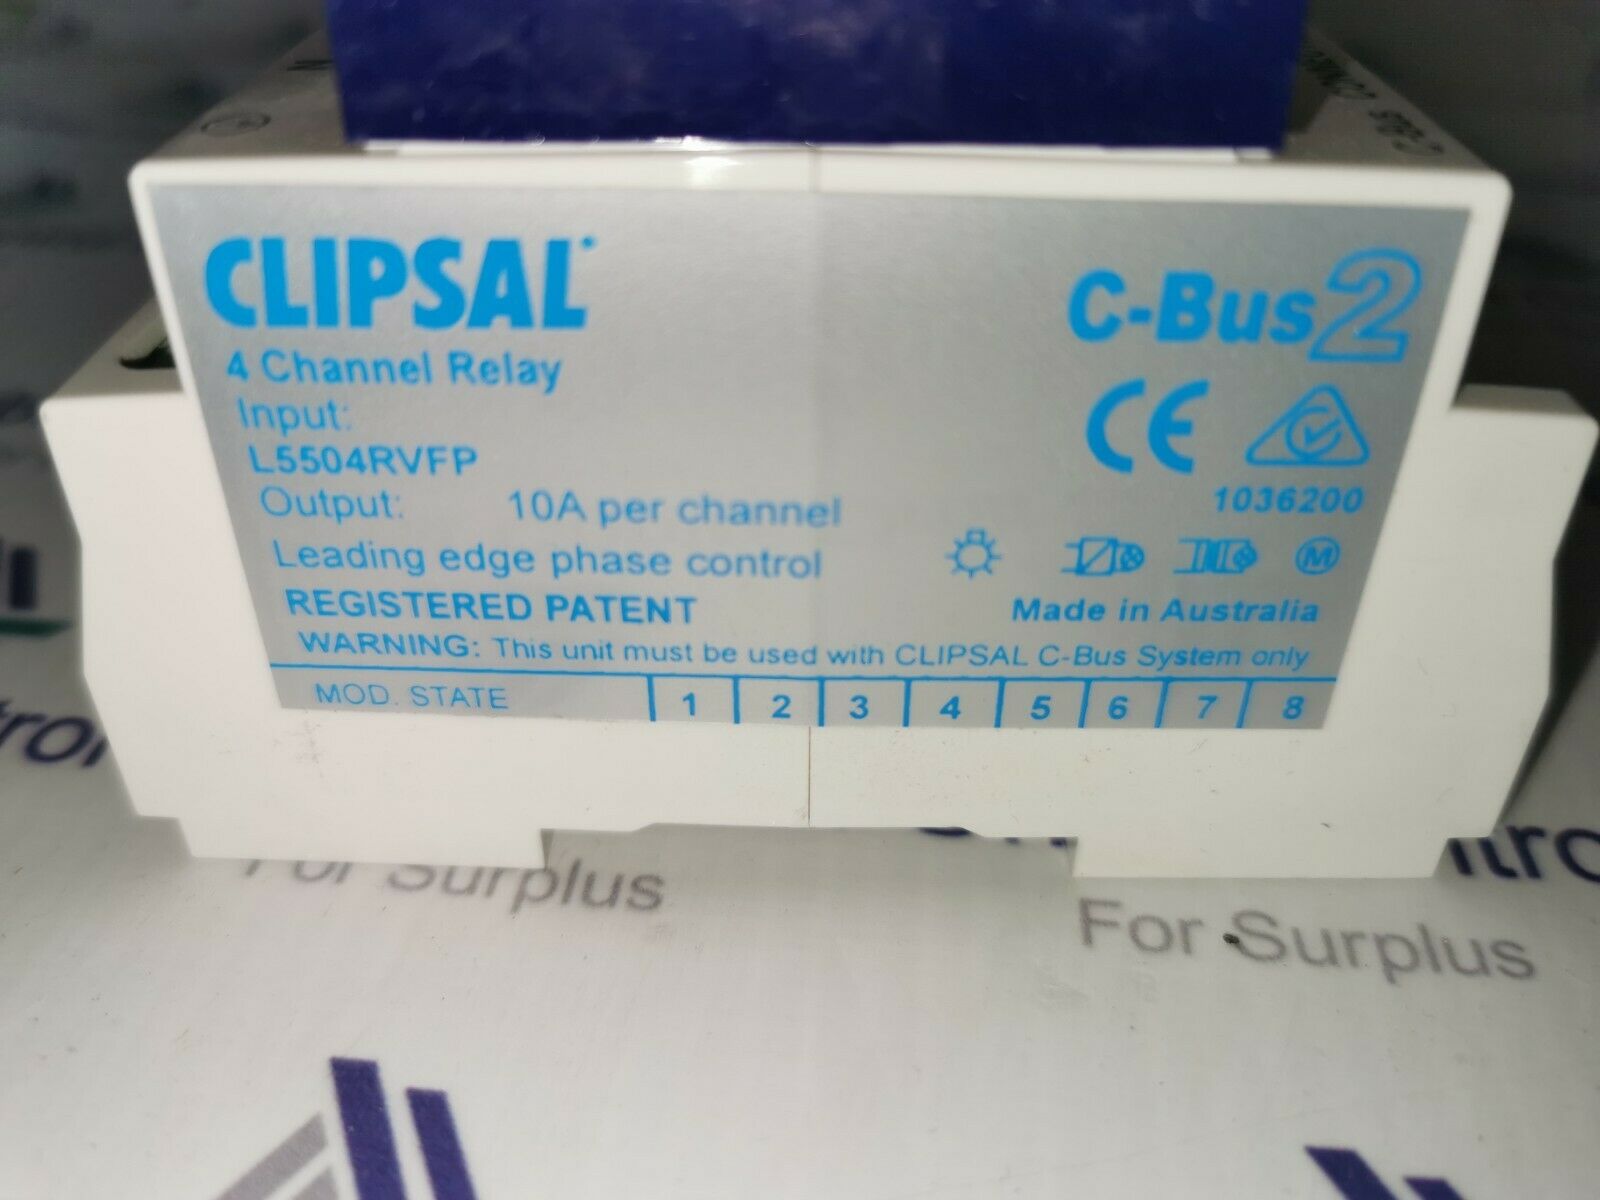 C-BUS
CLIPSAL
C-Bus2
4 Channel Relay
Input:
L5504RVFP
CE
Output: 10A per channel
1036200
Leading edge phase control
M
REGISTERED PATENT
Made in Australia
WARNING: This unit must be used with CLIPSAL C-Bus System only
MOD. STATE 1 2 3 4 5 6 7 8
For Surplus
For Surplus